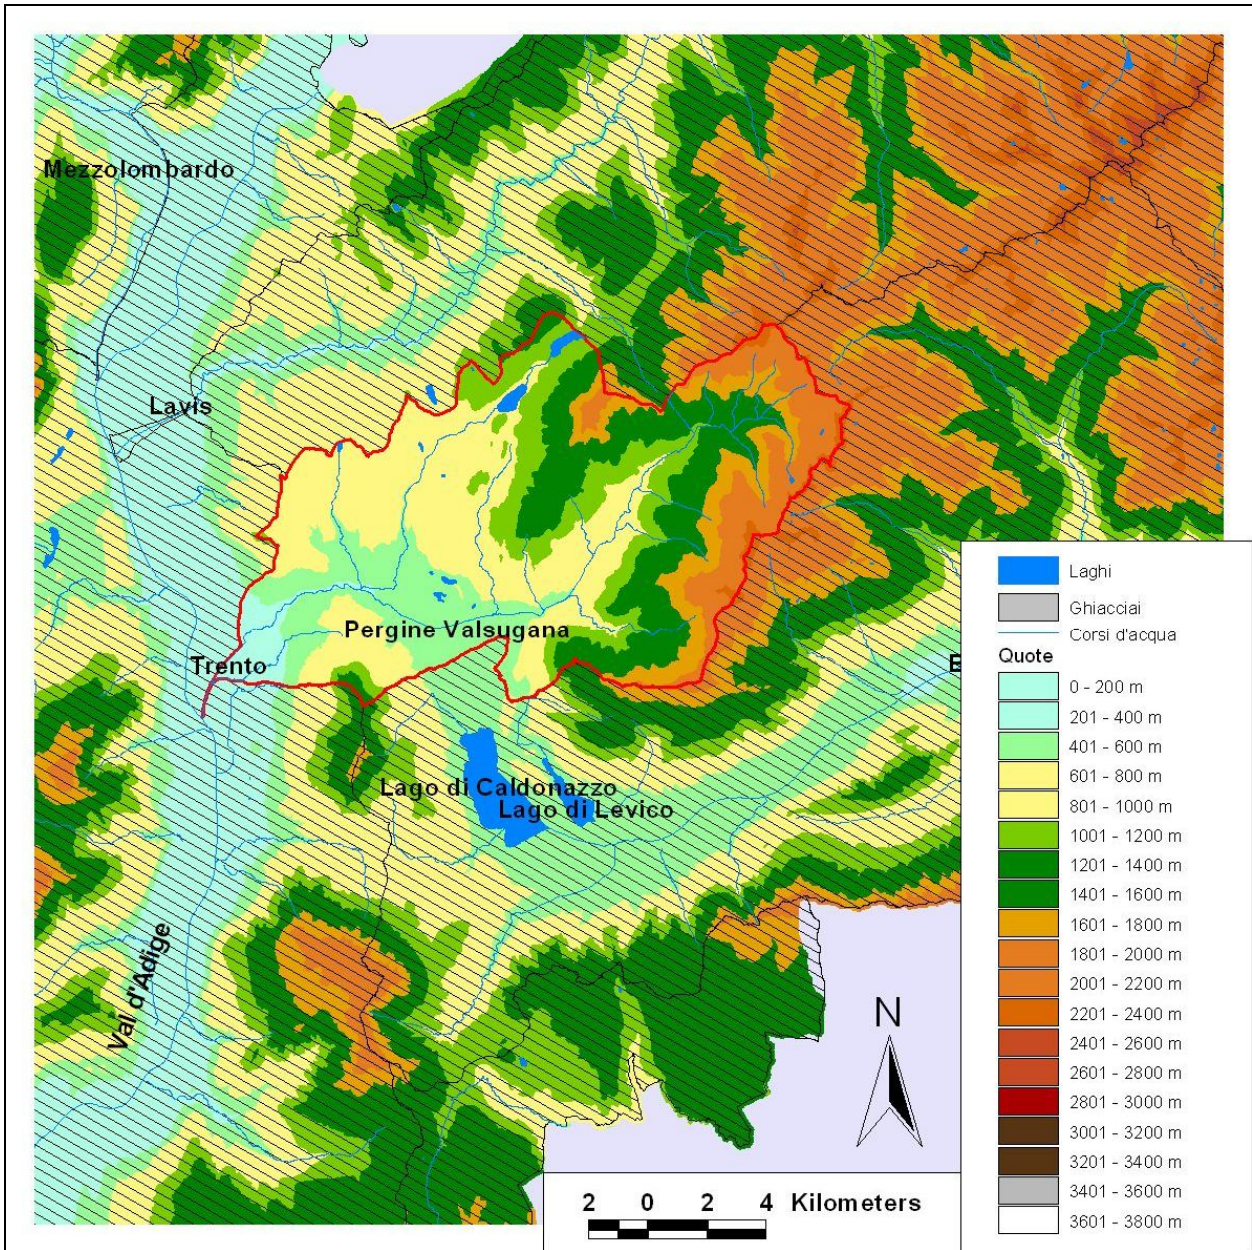 Mezzolombardo
Lavis
Pergine Valsugana
Trento
E
Lago di Caldonazzo
Lago di Levico
Val d'Adige
Laghi
Ghiacciai
Corsi d'acqua
Quote
0 - 200 m
201 - 400 m
401 - 600 m
601 - 800 m
801 - 1000 m
1001 - 1200 m
1201 - 1400 m
1401 - 1600 m
1601 - 1800 m
1801 - 2000 m
2001 - 2200 m
2201 - 2400 m
2401 - 2600 m
2601 - 2800 m
2801 - 3000 m
3001 - 3200 m
3201 - 3400 m
3401 - 3600 m
3601 - 3800 m
N
2 0 2 4 Kilometers